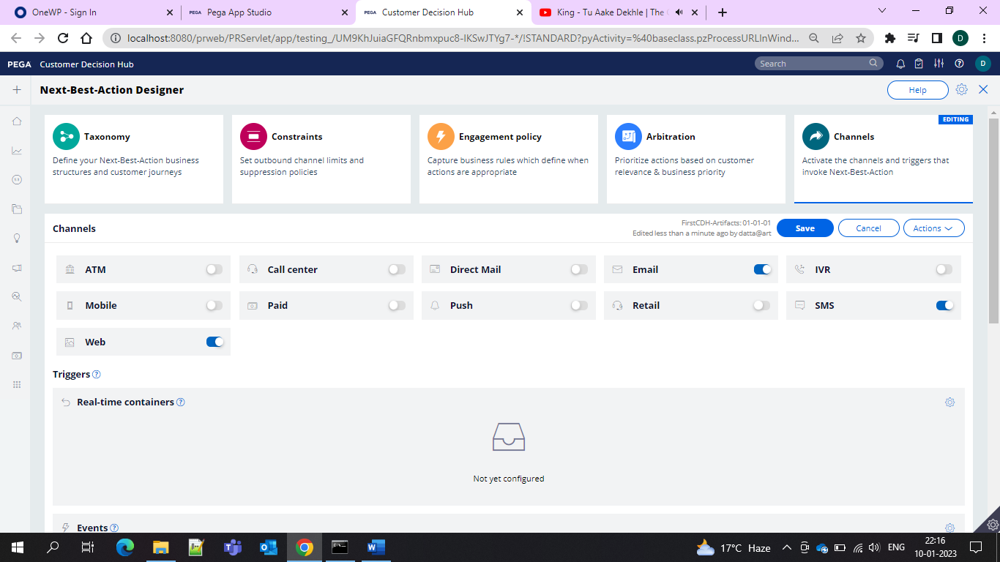 OneWP - Sign In
PEGA Pega App Studio
PEGA Customer Decision Hub
King - Tu Aake Dekhle | The
localhost:8080/prweb/PRServlet/app/testing_/UM9KhJuiaGFQRnbmxpuc8-IKSwJTYg7-*/!STANDARD?pyActivity=%40baseclass.pzProcessURLInWind...
D
PEGA Customer Decision Hub
Search
D
Next-Best-Action Designer
Help
EDITING
Taxonomy
Define your Next-Best-Action business
structures and customer journeys
Constraints
Set outbound channel limits and
suppression policies
Engagement policy
Capture business rules which define when
actions are appropriate
Arbitration
Prioritize actions based on customer
relevance & business priority
Channels
Activate the channels and triggers that
invoke Next-Best-Action
Channels
FirstCDH-Artifacts: 01-01-01
Edited less than a minute ago by datta@art
Save
Cancel
Actions
ATM
Call center
Direct Mail
Email
IVR
Mobile
Paid
Push
Retail
SMS
Web
Triggers ?
Real-time containers ?
Not yet configured
Events ?
17°C Haze
ENG
22:16
10-01-2023